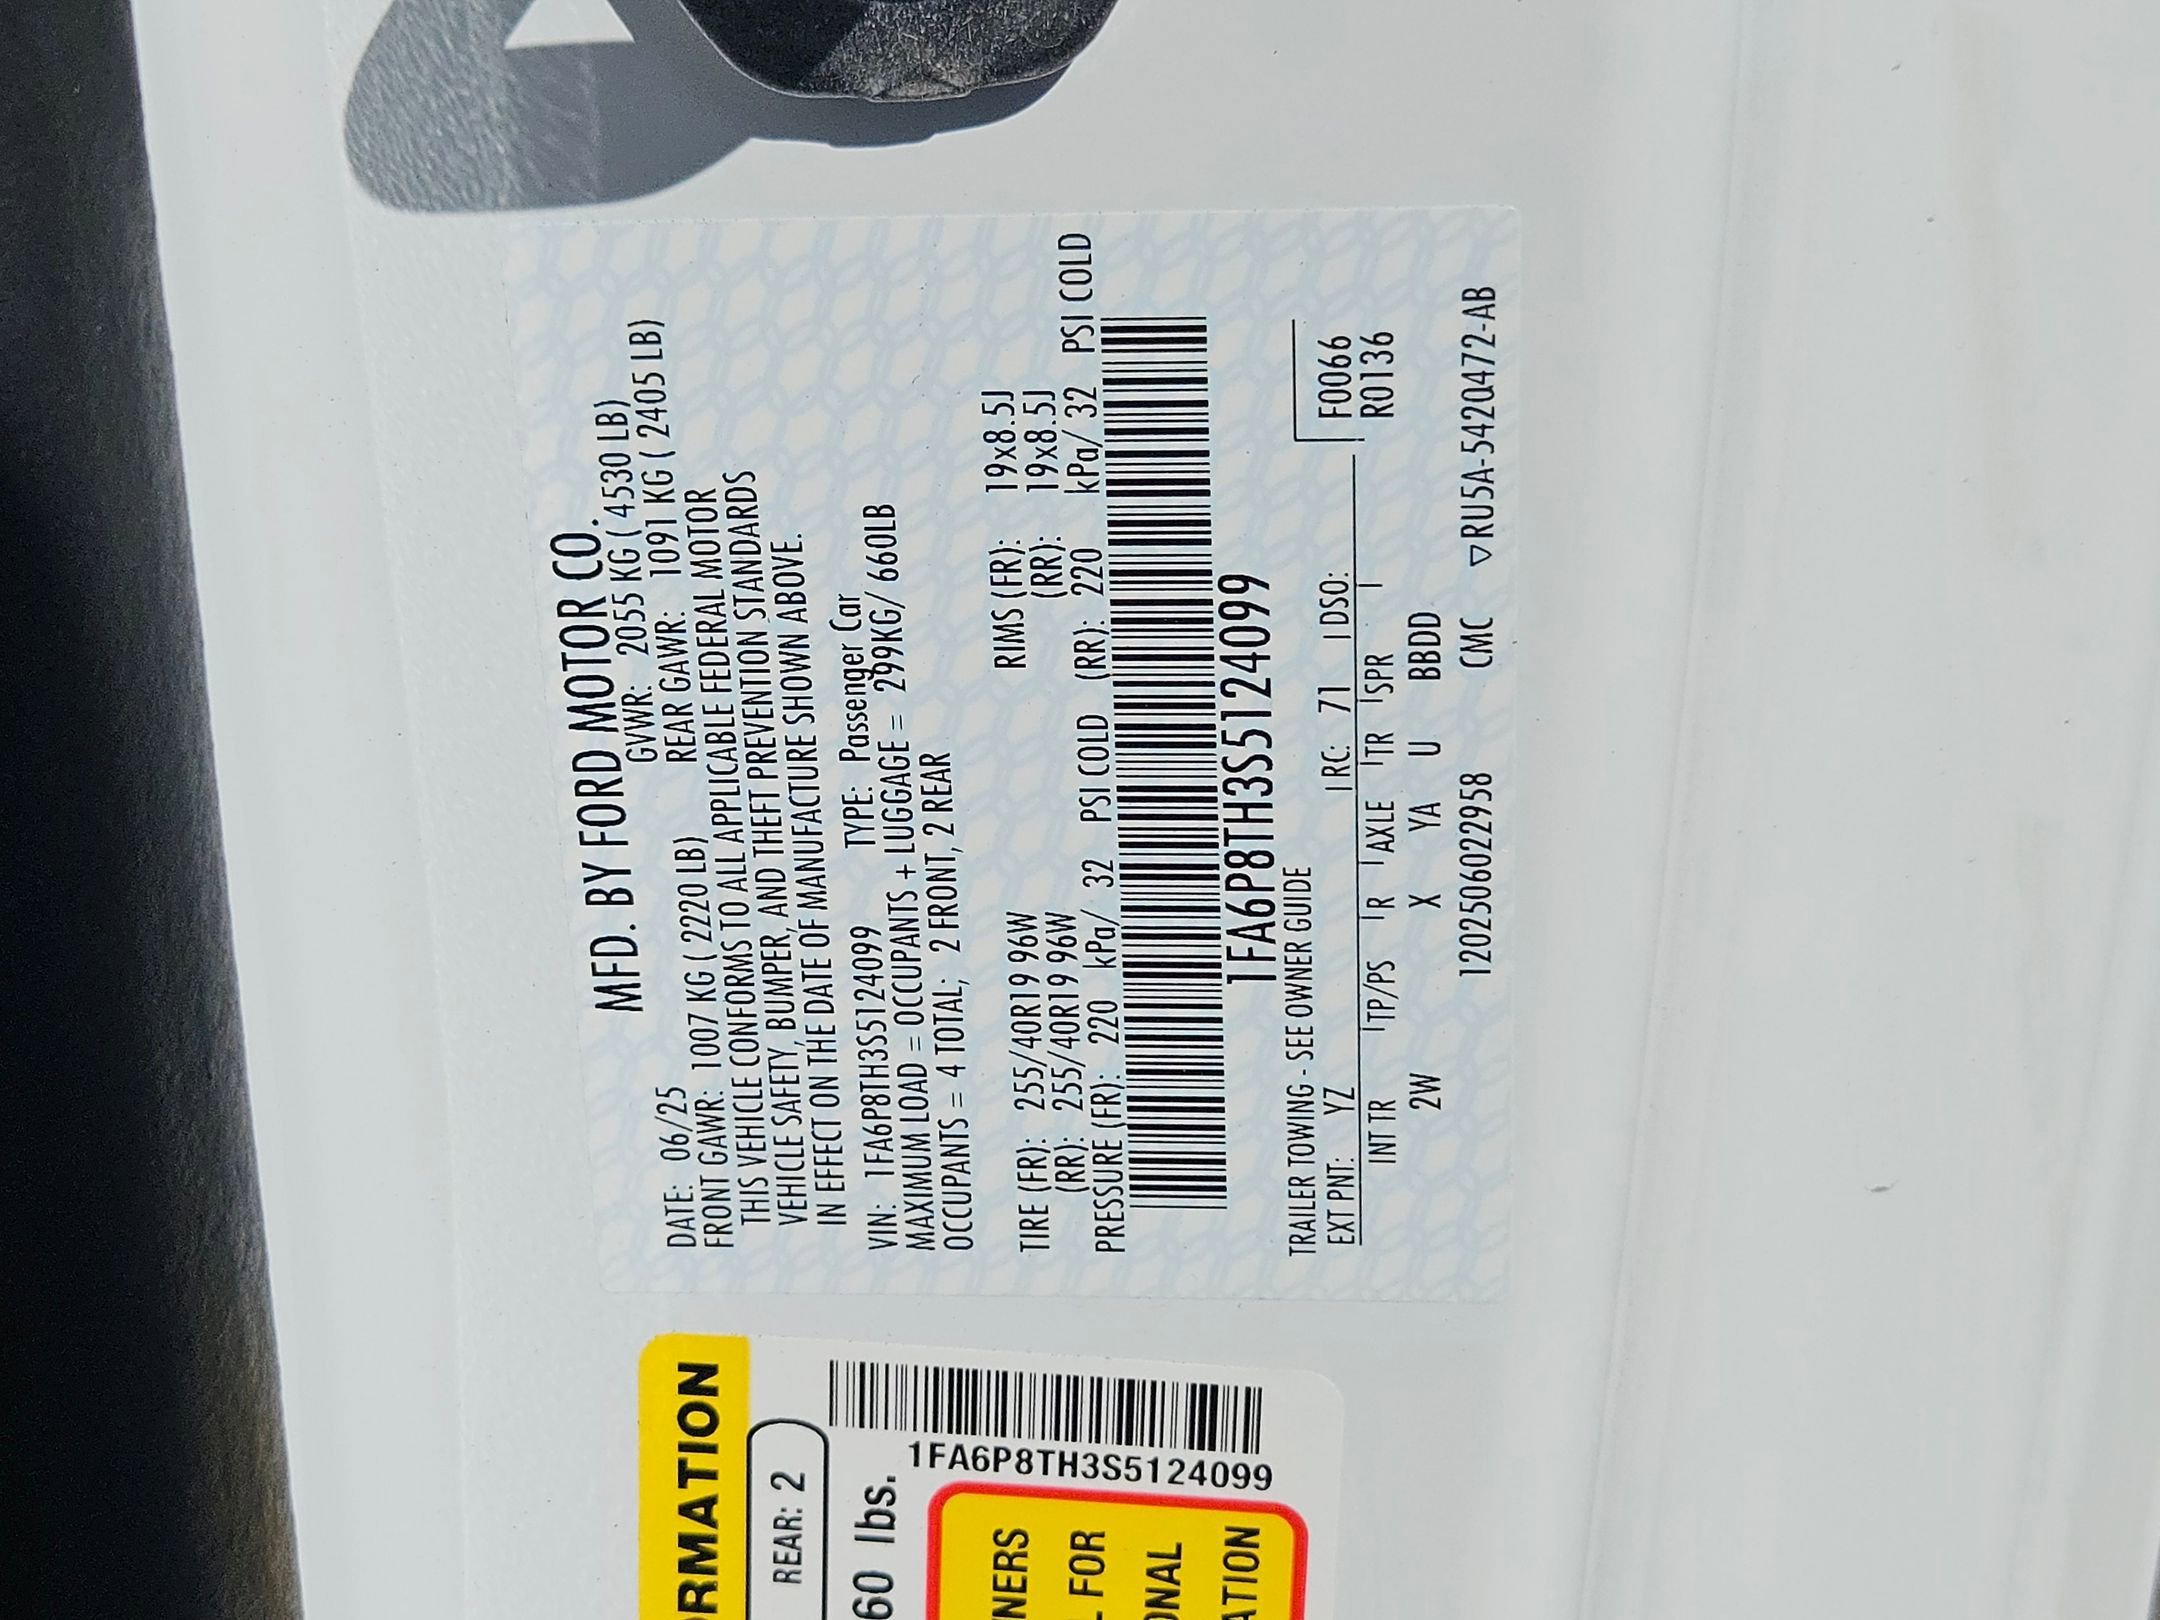 MFD. BY FORD MOTOR CO.
DATE: 06/25 GVWR: 2055 KG ( 4530 LB)
FRONT GAWR: 1007 KG ( 2220 LB) REAR GAWR: 1091 KG ( 2405 LB)
THIS VEHICLE CONFORMS TO ALL APPLICABLE FEDERAL MOTOR
VEHICLE SAFETY, BUMPER, AND THEFT PREVENTION STANDARDS
IN EFFECT ON THE DATE OF MANUFACTURE SHOWN ABOVE.
VIN: 1FA6P8TH3S5124099 TYPE: Passenger Car
MAXIMUM LOAD = OCCUPANTS + LUGGAGE = 299KG/ 660LB
OCCUPANTS = 4 TOTAL; 2 FRONT, 2 REAR
TIRE (FR): 255/40R19 96W RIMS (FR): 19x8.5J
(RR): 255/40R19 96W (RR): 19x8.5J
PRESSURE (FR): 220 kPa/ 32 PSI COLD (RR): 220 kPa/ 32 PSI COLD
1FA6P8TH3S5124099
TRAILER TOWING - SEE OWNER GUIDE
EXT PNT: YZ RC: 71 DSO: F0066
INT TR TP/PS R AXLE TR SPR R0136
2W X YA U BBDD
1202506022958 CMC ▽RU5A-5420472-AB
ORMATION
REAR: 2
60 lbs.
1FA6P8TH3S5124099
NERS
L FOR
ONAL
ATION